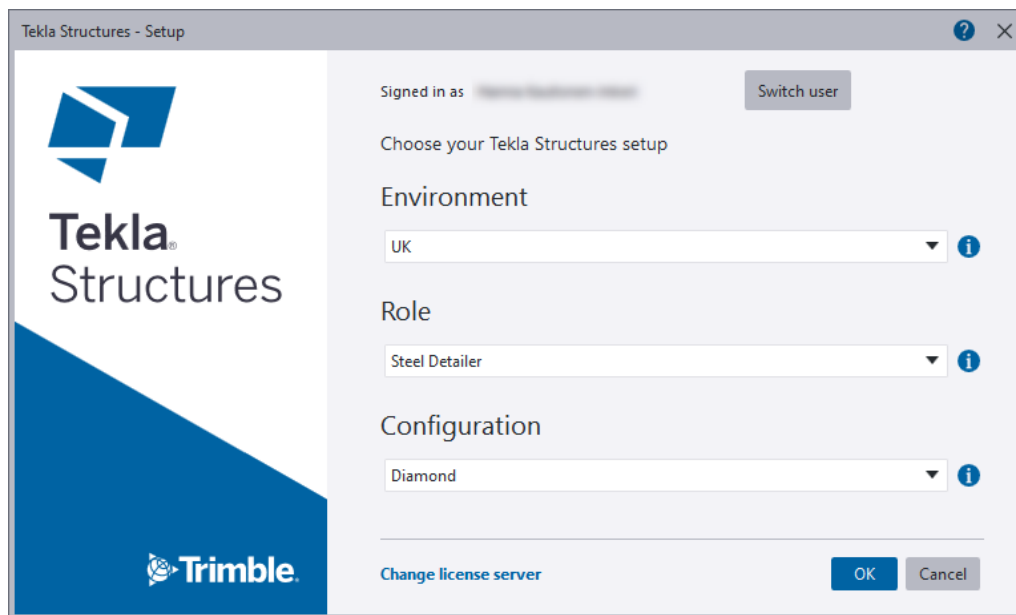 Tekla Structures - Setup
?
Signed in as
Switch user
Choose your Tekla Structures setup
Environment
UK
Role
Steel Detailer
Configuration
Diamond
Change license server
OK
Cancel
Tekla®
Structures
Trimble.